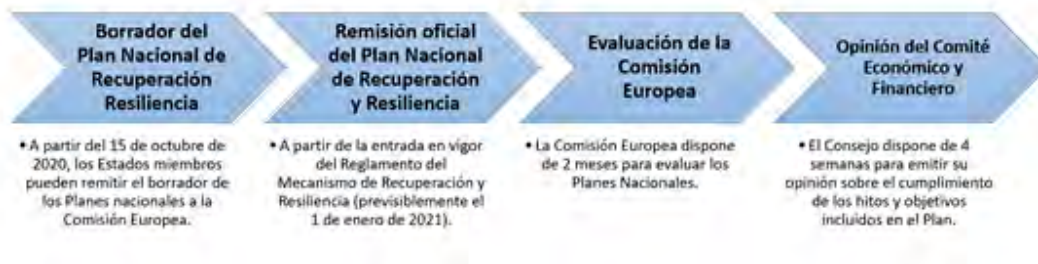 Borrador del
Plan Nacional de
Recuperación
Resiliencia
• A partir del 15 de octubre de
2020, los Estados miembros
pueden remitir el borrador de
los Planes nacionales a la
Comisión Europea.
Remisión oficial
del Plan Nacional
de Recuperación
y Resiliencia
• A partir de la entrada en vigor
del Reglamento del
Mecanismo de Recuperación y
Resiliencia (previsiblemente el
1 de enero de 2021).
Evaluación de la
Comisión
Europea
• La Comisión Europea dispone
de 2 meses para evaluar los
Planes Nacionales.
Opinión del Comité
Económico y
Financiero
• El Consejo dispone de 4
semanas para emitir su
opinión sobre el cumplimiento
de los hitos y objetivos
incluidos en el Plan.